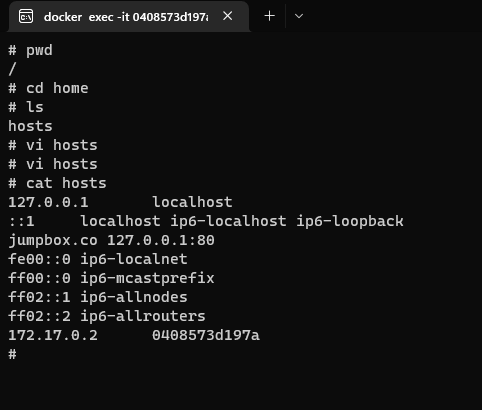 docker exec -it 0408573d197a
# pwd
/
# cd home
# ls
hosts
# vi hosts
# vi hosts
# cat hosts
127.0.0.1       localhost
::1     localhost ip6-localhost ip6-loopback
jumpbox.co 127.0.0.1:80
fe00::0 ip6-localnet
ff00::0 ip6-mcastprefix
ff02::1 ip6-allnodes
ff02::2 ip6-allrouters
172.17.0.2      0408573d197a
#